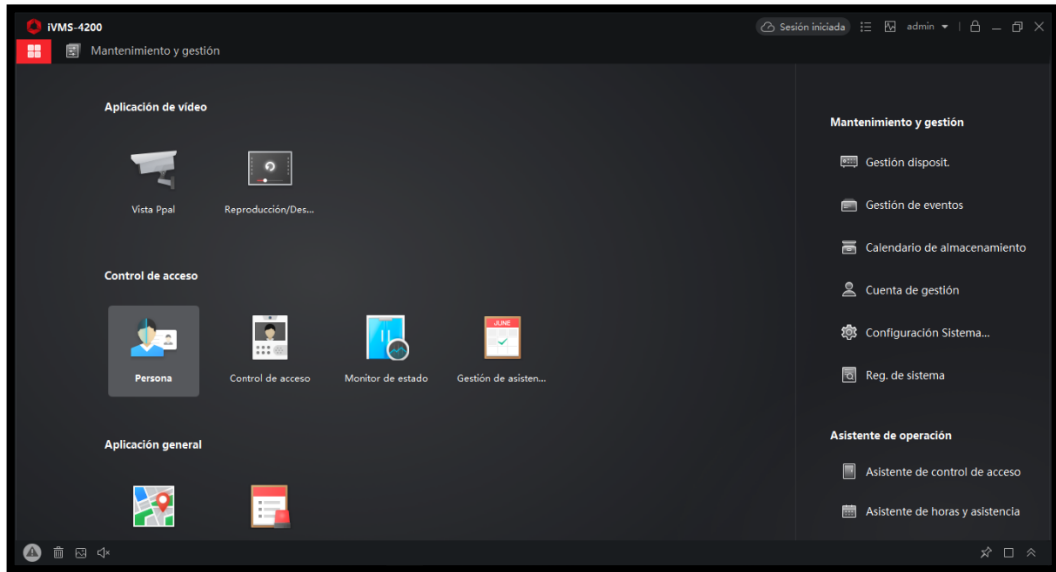 iVMS-4200
Sesión iniciada
admin
Mantenimiento y gestión
Aplicación de vídeo
Vista Ppal
Reproducción/Des...
Control de acceso
JUNE
Persona
Control de acceso
Monitor de estado
Gestión de asisten...
Aplicación general
Mantenimiento y gestión
Gestión disposit.
Gestión de eventos
Calendario de almacenamiento
Cuenta de gestión
Configuración Sistema...
Reg. de sistema
Asistente de operación
Asistente de control de acceso
Asistente de horas y asistencia